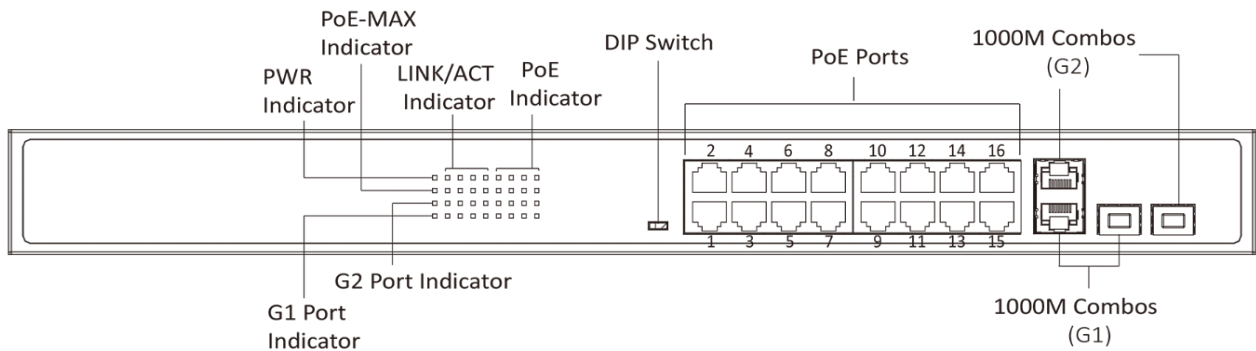 PoE-MAX
Indicator
DIP Switch
1000M Combos
(G2)
PoE Ports
PWR
Indicator
LINK/ACT
Indicator
PoE
Indicator
2 4 6 8 10 12 14 16
1 3 5 7 9 11 13 15
G2 Port Indicator
G1 Port
Indicator
1000M Combos
(G1)